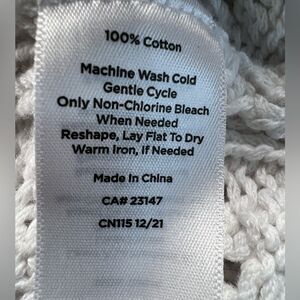 100% Cotton
Machine Wash Cold
Gentle Cycle
Only Non-Chlorine Bleach
When Needed
Reshape, Lay Flat To Dry
Warm Iron, If Needed
Made In China
CA# 23147
CN115 12/21